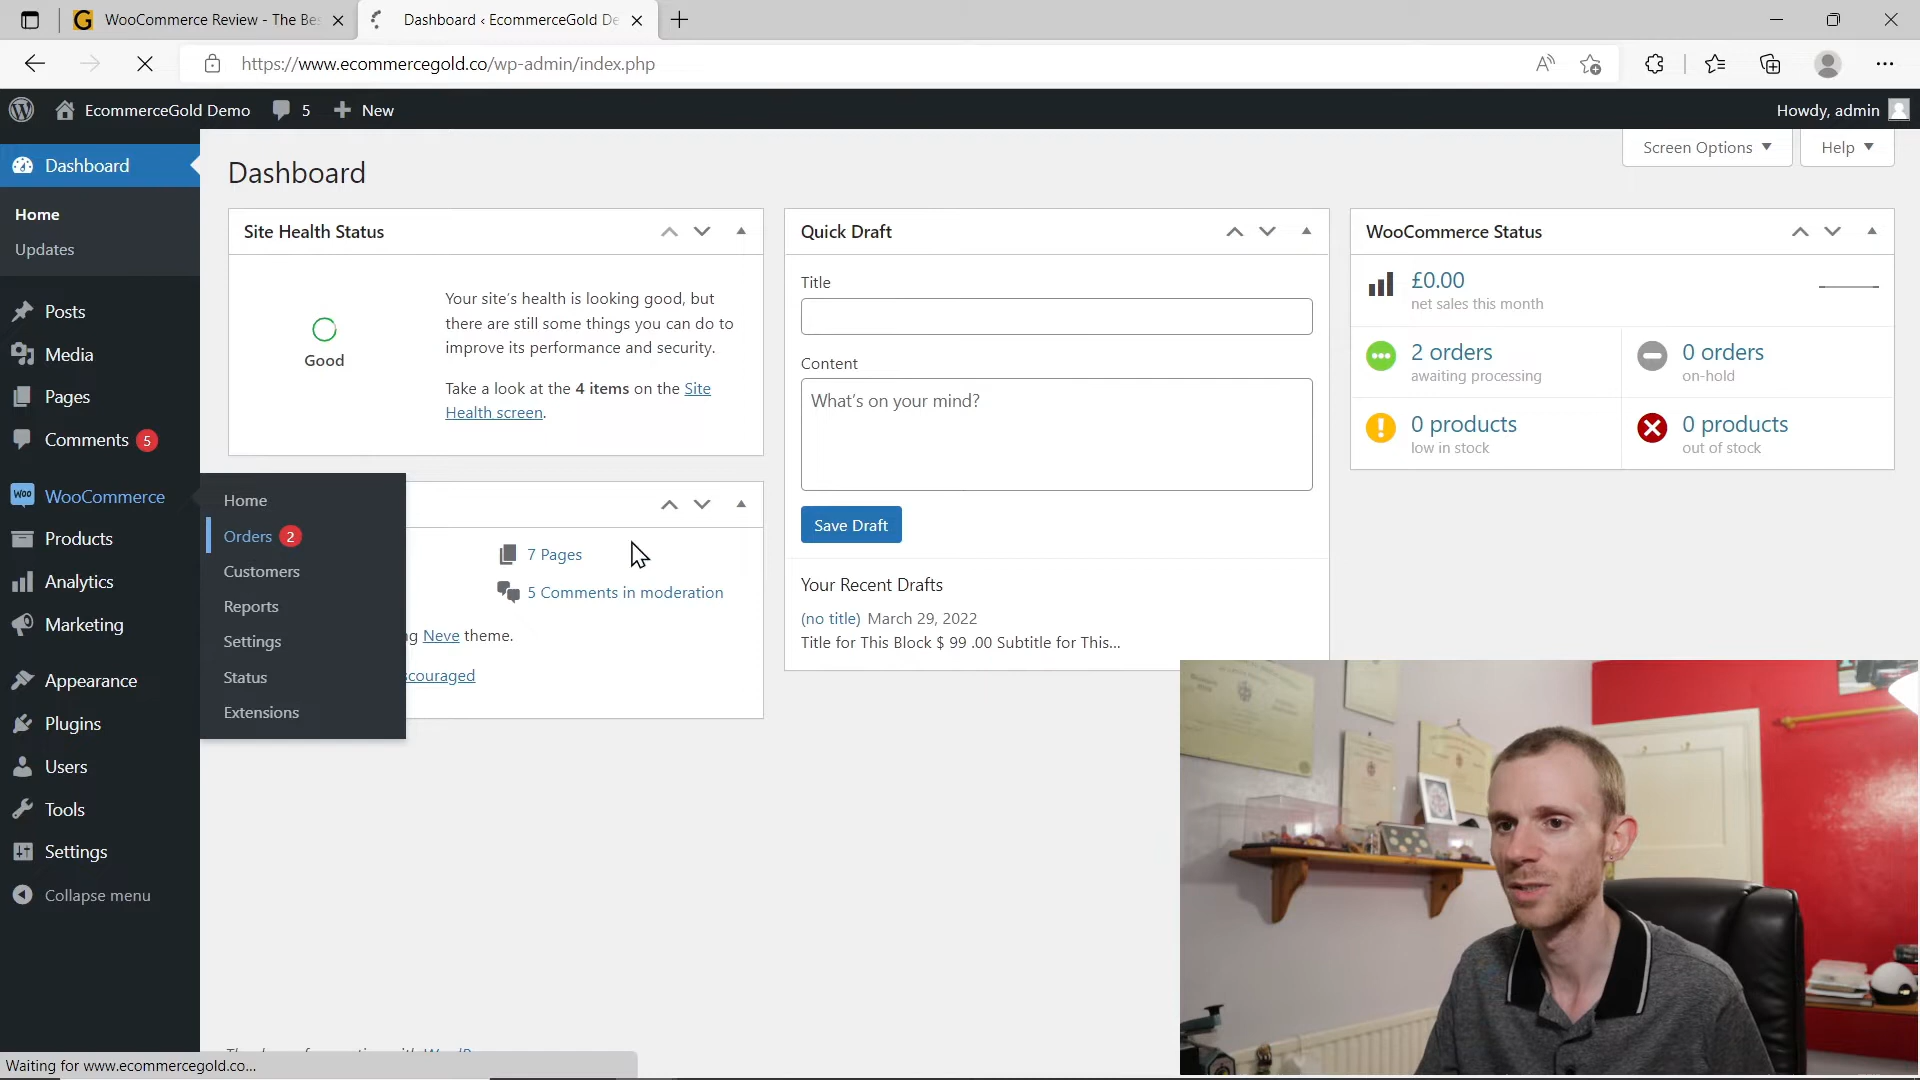 WooCommerce Review - The Be
Dashboard ‹ EcommerceGold De
https://www.ecommercegold.co/wp-admin/index.php
EcommerceGold Demo
5
New
Howdy, admin
Dashboard
Home
Updates
Posts
Media
Pages
Comments 5
Woo WooCommerce
Products
Analytics
Marketing
Appearance
Plugins
Users
Tools
Settings
Collapse menu
Home
Orders 2
Customers
Reports
Settings
Status
Extensions
Screen Options
Help
Dashboard
Site Health Status
Good
Your site's health is looking good, but
there are still some things you can do to
improve its performance and security.
Take a look at the 4 items on the Site
Health screen.
7 Pages
5 Comments in moderation
Neve theme.
couraged
Quick Draft
Title
Content
What's on your mind?
Save Draft
Your Recent Drafts
(no title) March 29, 2022
Title for This Block $ 99 .00 Subtitle for This...
WooCommerce Status
£0.00
net sales this month
2 orders
awaiting processing
0 orders
on-hold
0 products
low in stock
0 products
out of stock
Waiting for www.ecommercegold.co...